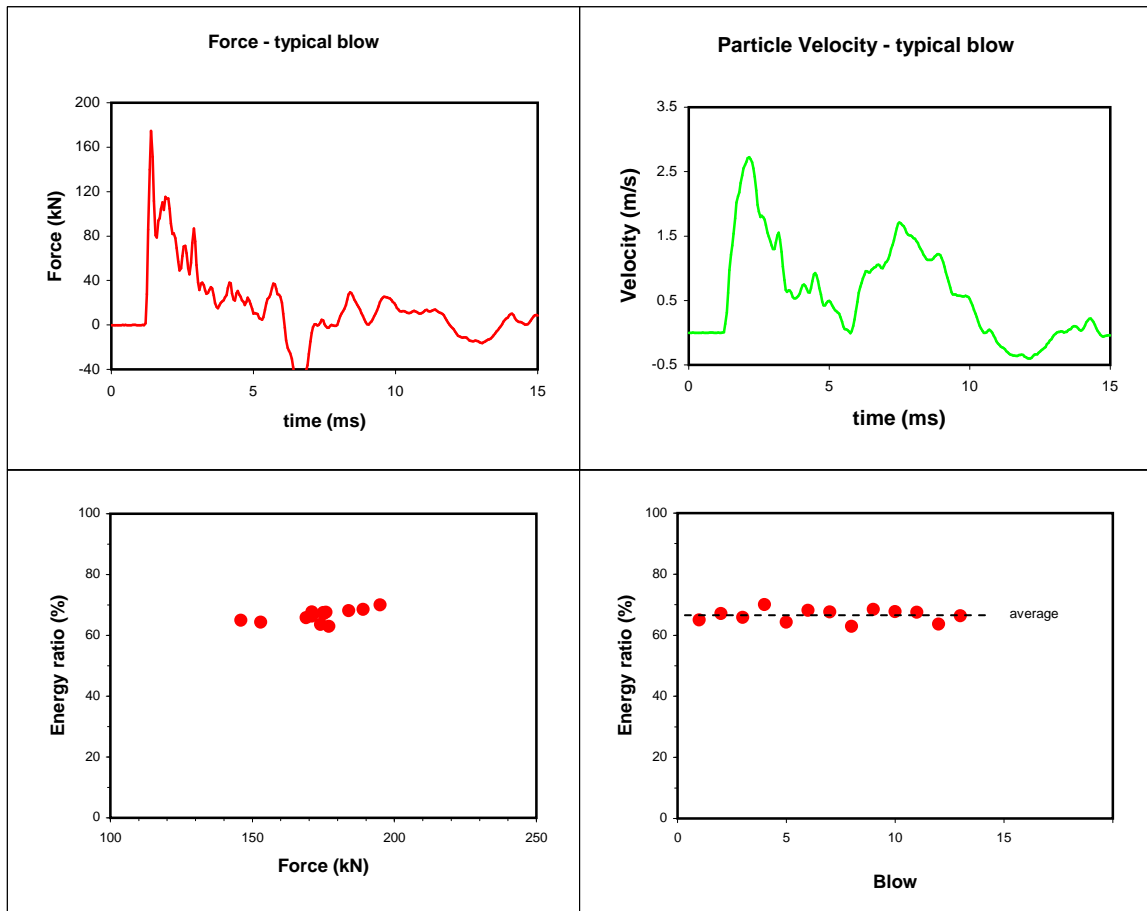 Force - typical blow
200
160
120
80
40
0
-40
Force (kN)
0 5 10 15
time (ms)
Particle Velocity - typical blow
3.5
2.5
1.5
0.5
-0.5
Velocity (m/s)
0 5 10 15
time (ms)
100
80
60
40
20
0
Energy ratio (%)
100 150 200 250
Force (kN)
100
80
60
40
20
0
Energy ratio (%)
average
0 5 10 15
Blow